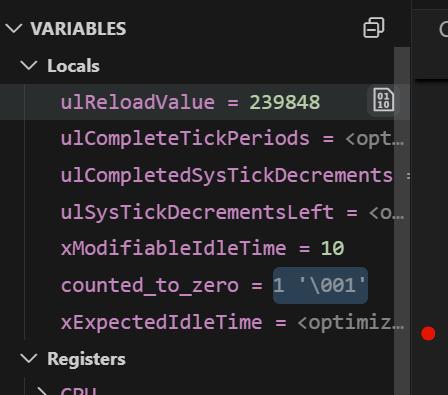 VARIABLES
Locals
ulReloadValue = 239848
ulCompleteTickPeriods = <opt…
ulCompletedSysTickDecrements =
ulSysTickDecrementsLeft = <o…
xModifiableIdleTime = 10
counted_to_zero = 1 '\001'
xExpectedIdleTime = <optimiz…
Registers
CPU